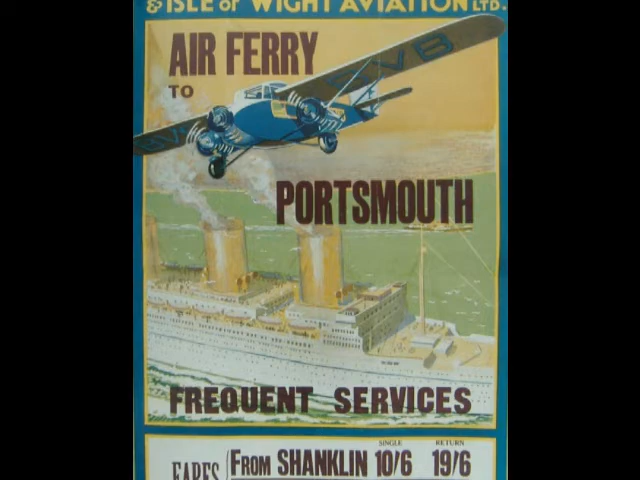 & ISLE OF WIGHT AVIATION LTD.
AIR FERRY
TO
PORTSMOUTH
FREQUENT SERVICES
SINGLE RETURN
FARES FROM SHANKLIN 10/6 19/6